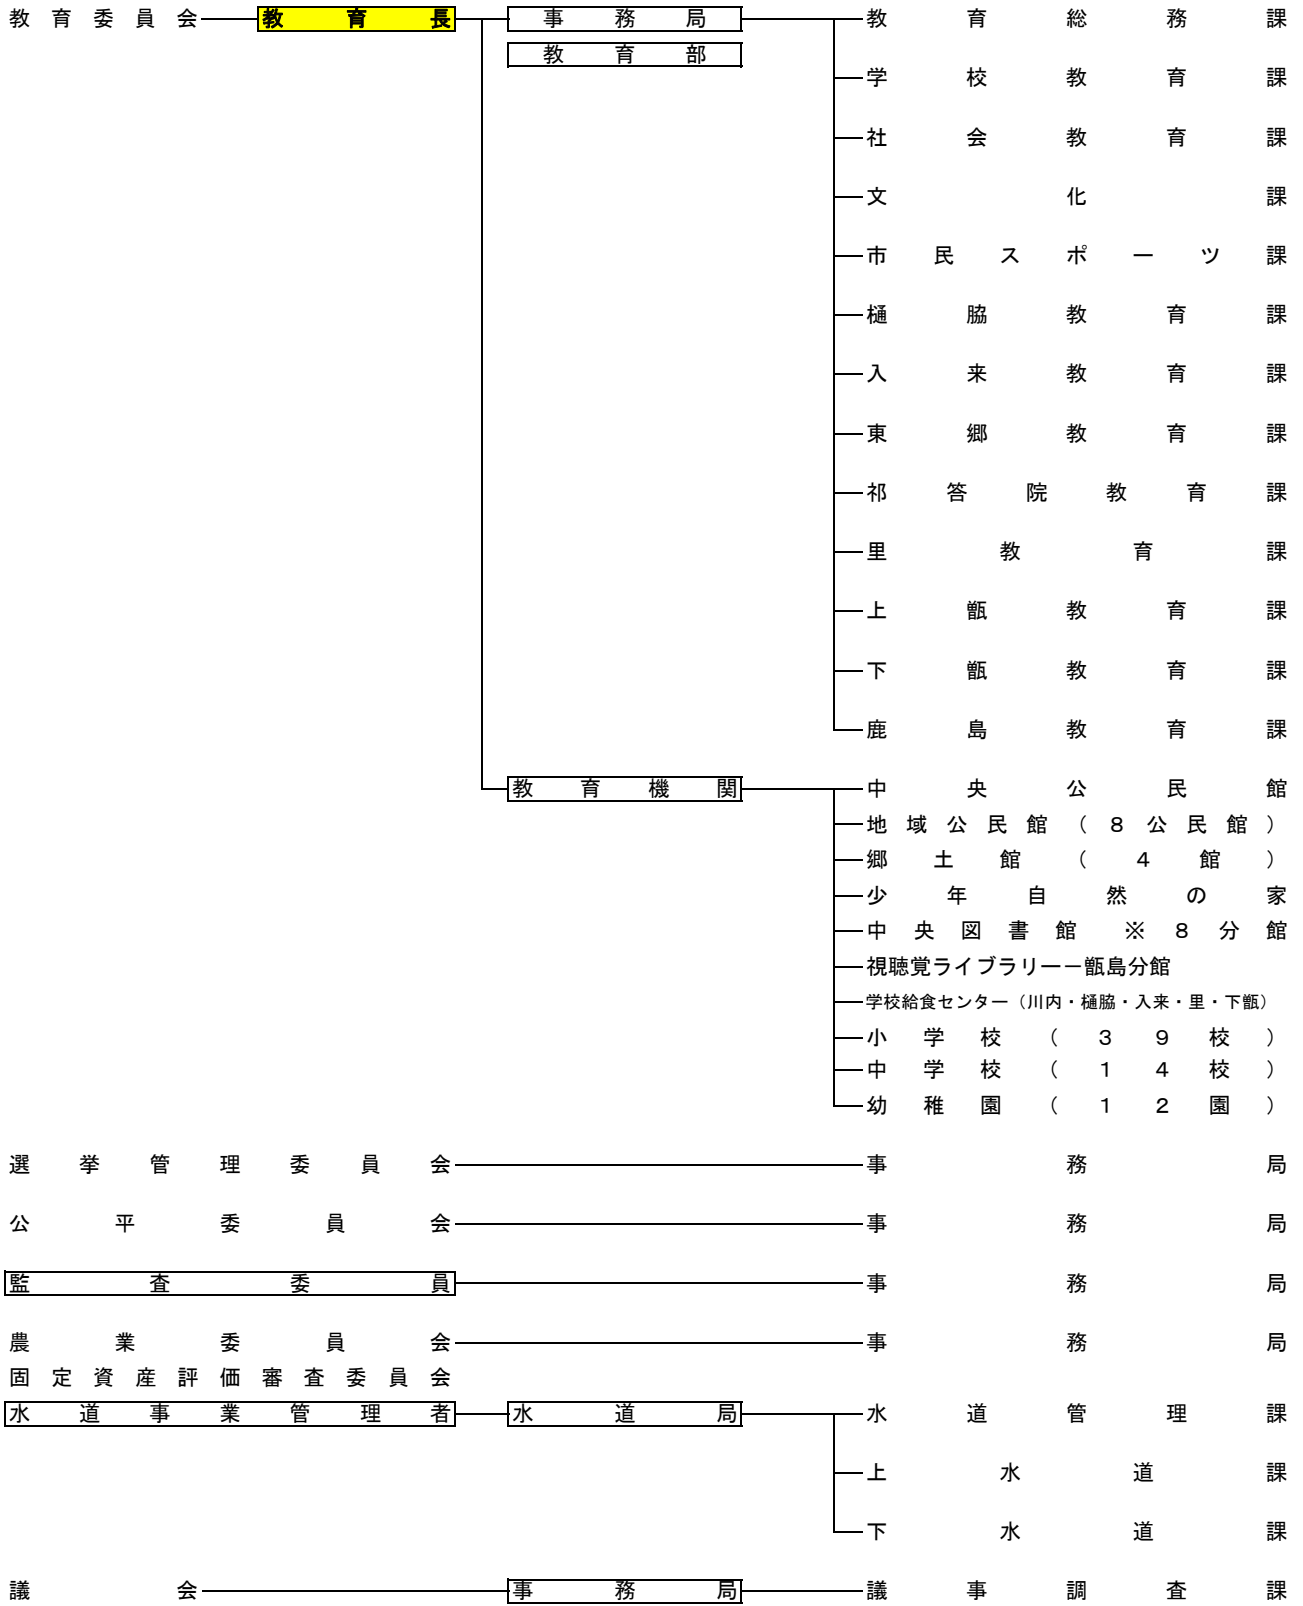 教育委員会 教育長 事務局 教育総務課
教育部
学校教育課
社会教育課
文化課
市民スポーツ課
樋脇教育課
入来教育課
東郷教育課
祁答院教育課
里教育課
上甑教育課
下甑教育課
鹿島教育課
教育機関 中央公民館
地域公民館（８公民館）
郷土館（４館）
少年自然の家
中央図書館 ※８分館
視聴覚ライブラリー－甑島分館
学校給食センター（川内・樋脇・入来・里・下甑）
小学校（３９校）
中学校（１４校）
幼稚園（１２園）
選挙管理委員会 事務局
公平委員会 事務局
監査委員 事務局
農業委員会 事務局
固定資産評価審査委員会
水道事業管理者 水道局 水道管理課
上水道課
下水道課
議会 事務局 議事調査課